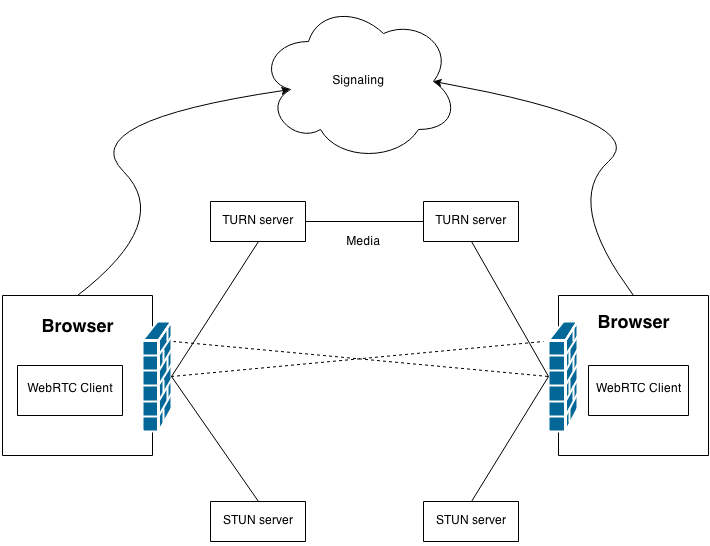 Signaling
TURN server
TURN server
Media
Browser
Browser
WebRTC Client
WebRTC Client
STUN server
STUN server